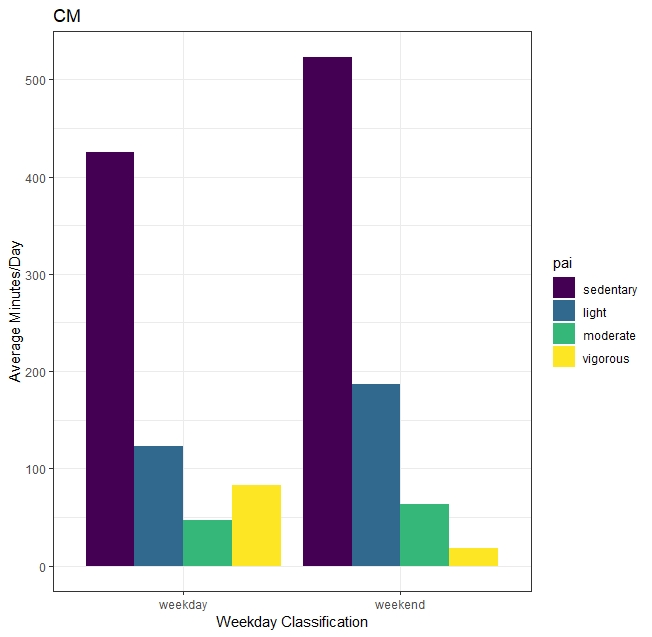 CM
500
400
300
200
100
0
Average Minutes/Day
weekday
weekend
Weekday Classification
pai
sedentary
light
moderate
vigorous